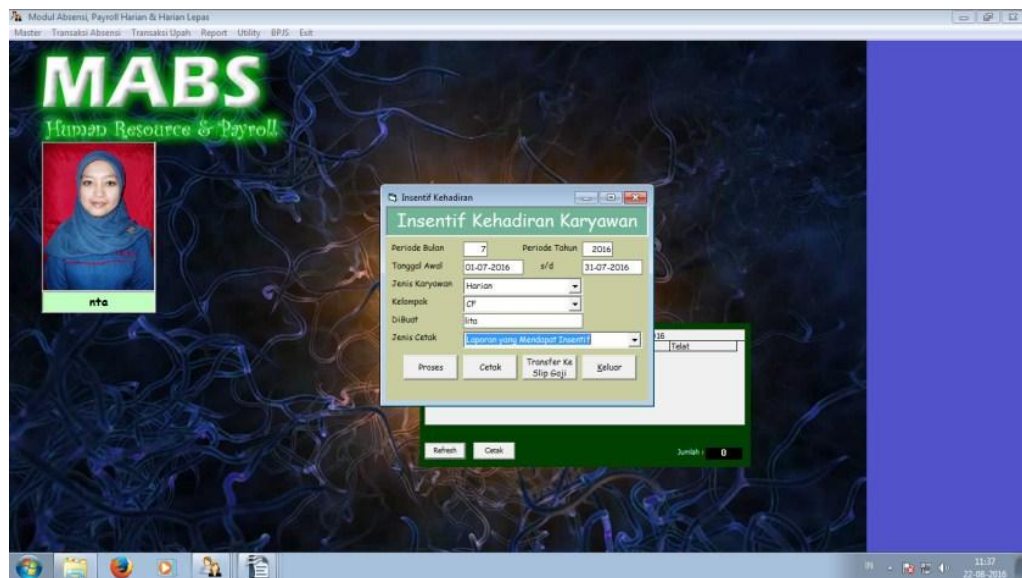 Modul Absensi, Payroll Harian & Harian Lepas
Master Transaksi Absensi Transaksi Upah Report Utility BPJS Exit
MABS
Human Resource & Payroll
nta
Insentif Kehadiran
Insentif Kehadiran Karyawan
Periode Bulan 7 Periode Tahun 2016
Tanggal Awal 01-07-2016 s/d 31-07-2016
Jenis Karyawan Harian
Kelompok CF
DiBuat lita
Jenis Cetak Laporan yang Mendapat Insentif
Proses Cetak Transfer Ke Slip Gaji Keluar
16
Telat
Refresh Cetak Jumlah : 0
IN 11:37
22-08-2016